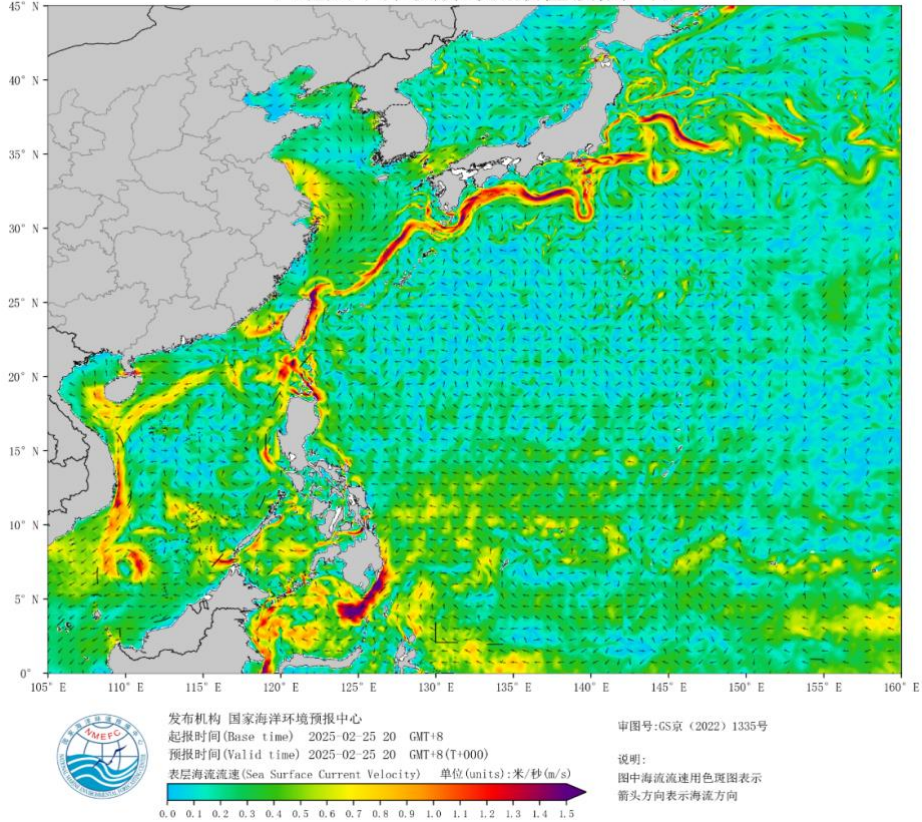 45° N
40° N
35° N
30° N
25° N
20° N
15° N
10° N
5° N
0°
105° E 110° E 115° E 120° E 125° E 130° E 135° E 140° E 145° E 150° E 155° E 160° E
NMEFC
发布机构 国家海洋环境预报中心
起报时间(Base time) 2025-02-25 20 GMT+8
预报时间(Valid time) 2025-02-25 20 GMT+8(T+000)
表层海流流速(Sea Surface Current Velocity) 单位(units):米/秒(m/s)
0.0 0.1 0.2 0.3 0.4 0.5 0.6 0.7 0.8 0.9 1.0 1.1 1.2 1.3 1.4 1.5
审图号:GS京（2022）1335号
说明:
图中海流流速用色斑图表示
箭头方向表示海流方向